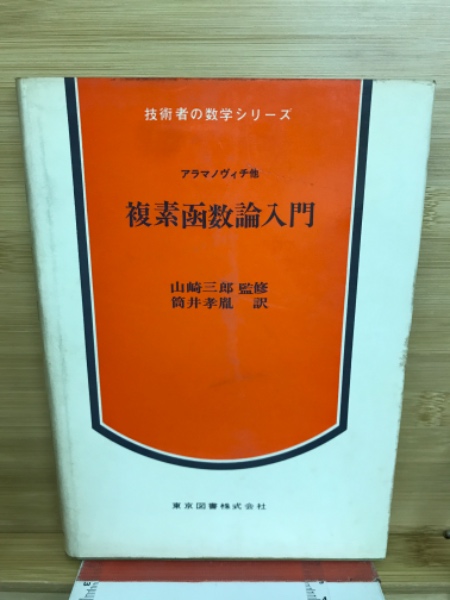 技術者の数学シリーズ
アラマノヴィチ他
複素函数論入門
山崎三郎 監修
筒井孝胤 訳
東京図書株式会社